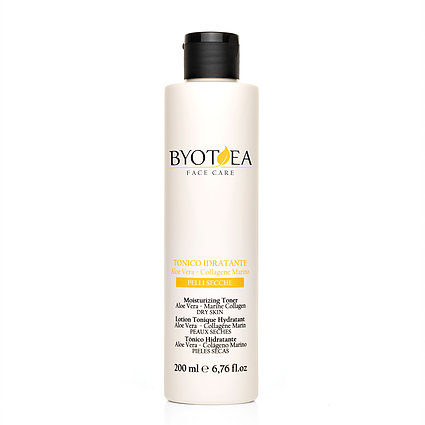 BYOTEA
FACE CARE
TONICO IDRATANTE
Aloe Vera - Collagene Marino
PELLI SECCHE
Moisturizing Toner
Aloe Vera - Marine Collagen
DRY SKIN
Lotion Tonique Hydratant
Aloe Vera - Collagéne Marin
PEAUX SÈCHES
Tónico Hidratante
Aloe Vera - Colágeno Marino
PIELES SECAS
200 ml ℮ 6,76 fl.oz